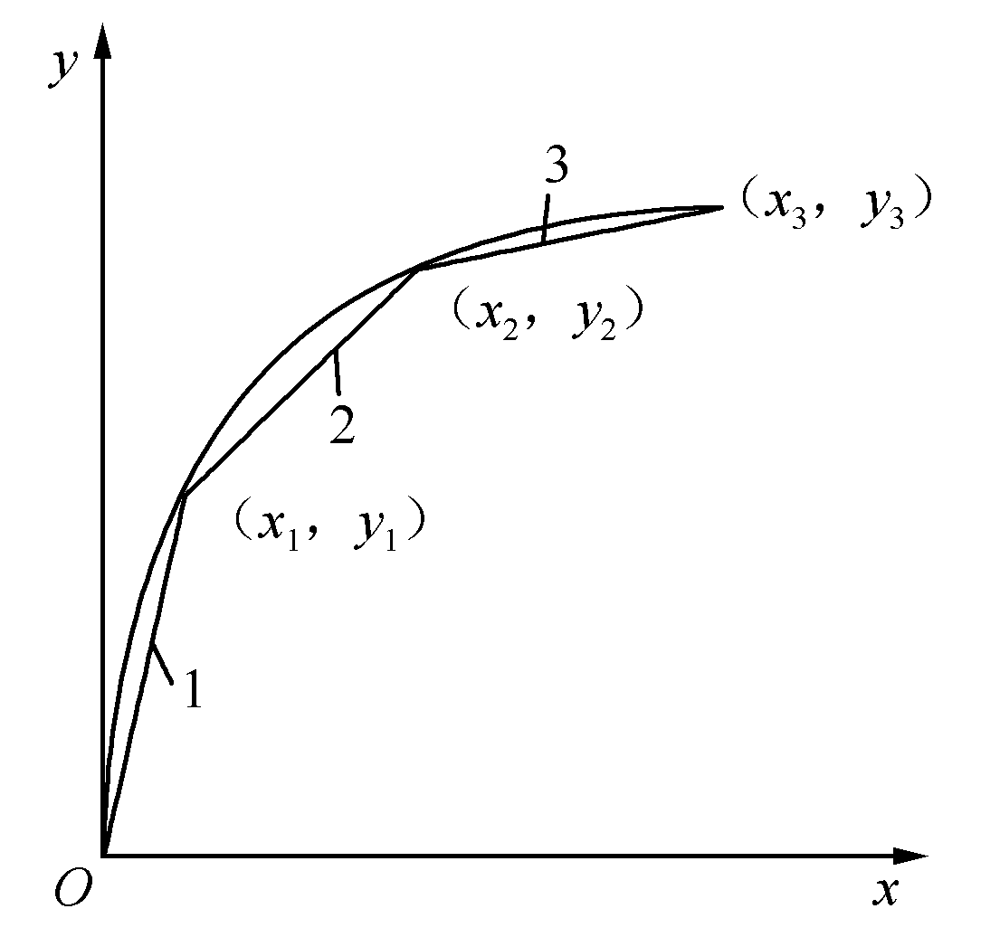 y
3
（x₃， y₃）
（x₂， y₂）
2
（x₁， y₁）
1
O
x